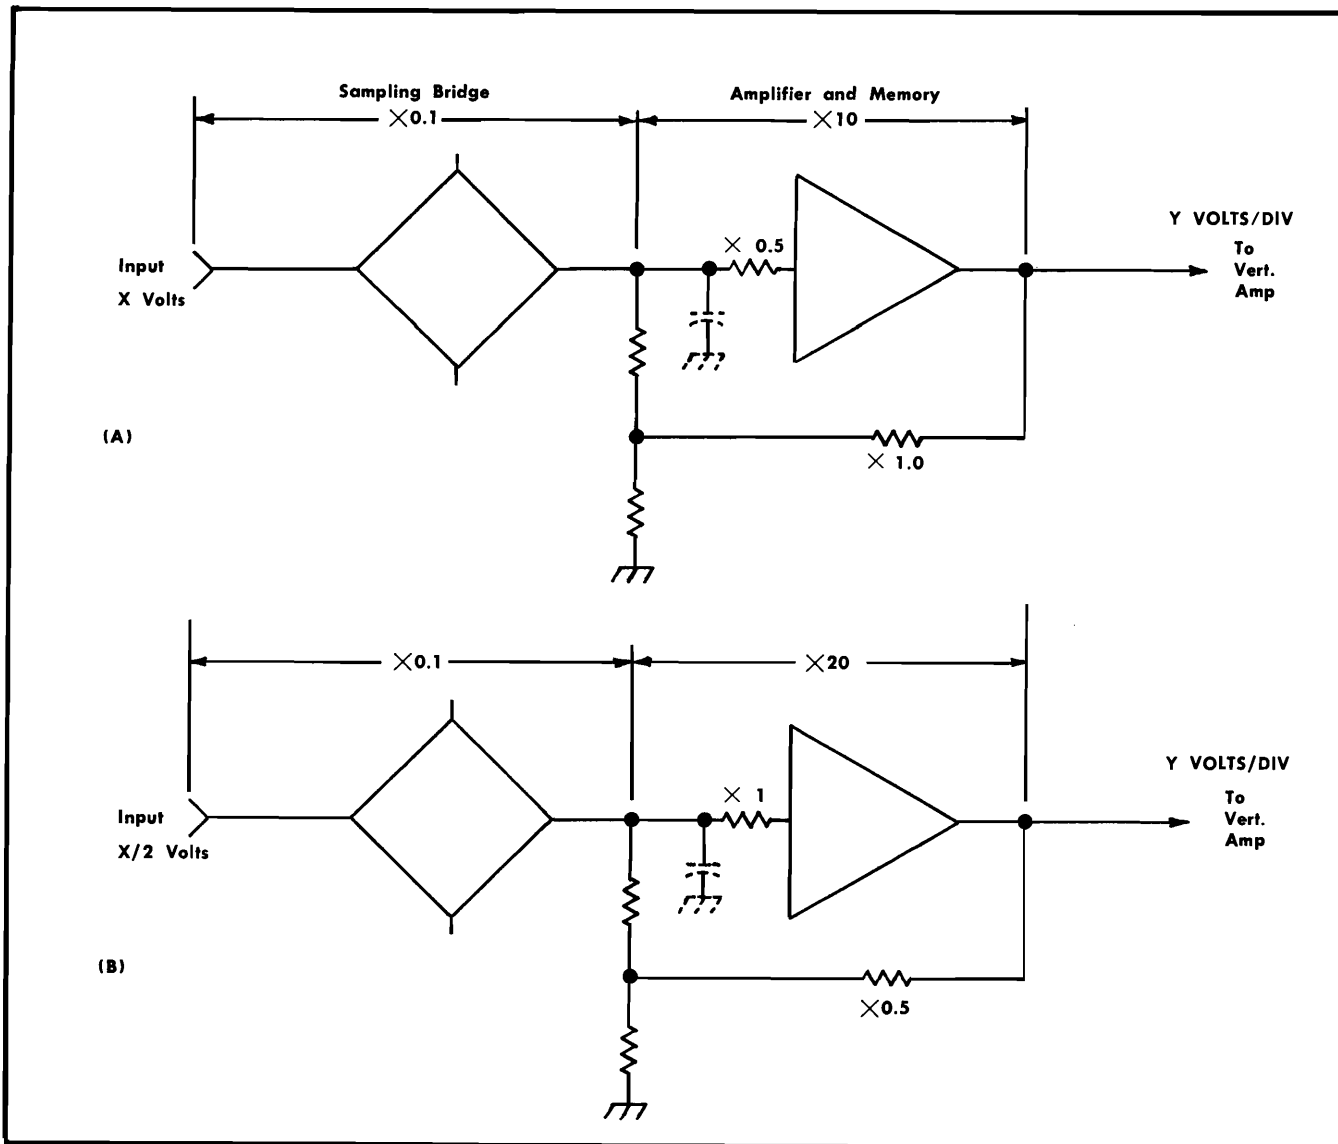 Sampling Bridge
Amplifier and Memory
×0.1
×10
Y VOLTS/DIV
× 0.5
To
Vert.
Amp
Input
X Volts
(A)
× 1.0
×0.1
×20
Y VOLTS/DIV
× 1
To
Vert.
Amp
Input
X/2 Volts
(B)
×0.5